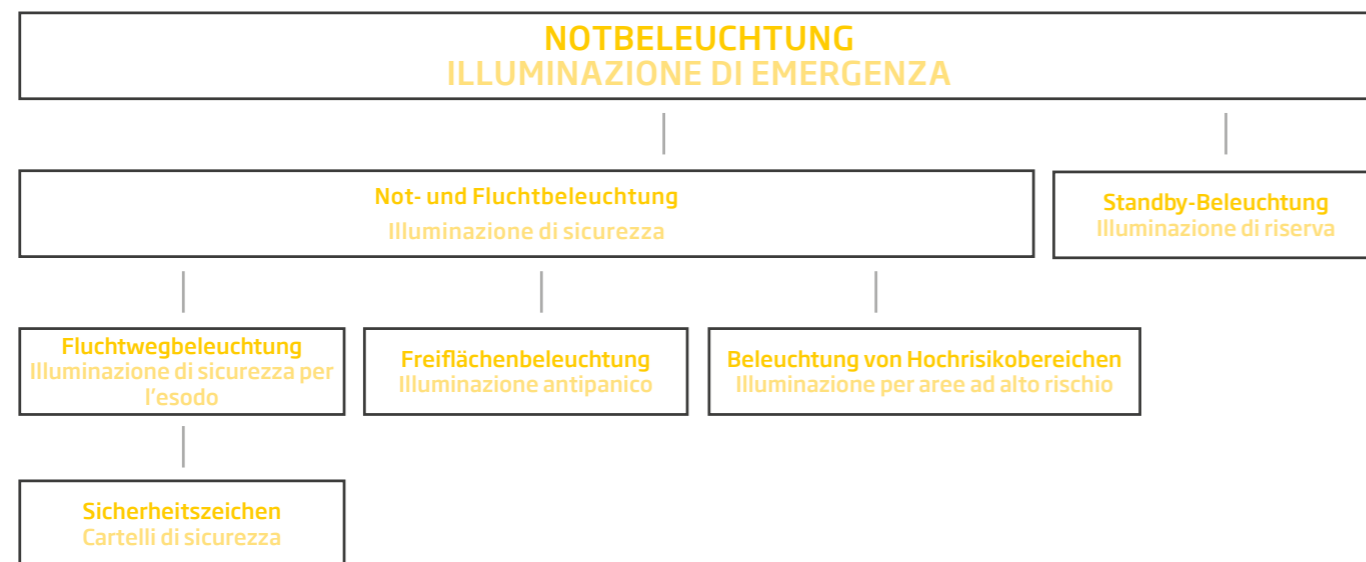 NOTBELEUCHTUNG
ILLUMINAZIONE DI EMERGENZA
Not- und Fluchtbeleuchtung
Illuminazione di sicurezza
Standby-Beleuchtung
Illuminazione di riserva
Fluchtwegbeleuchtung
Illuminazione di sicurezza per
l'esodo
Freiflächenbeleuchtung
Illuminazione antipanico
Beleuchtung von Hochrisikobereichen
Illuminazione per aree ad alto rischio
Sicherheitszeichen
Cartelli di sicurezza